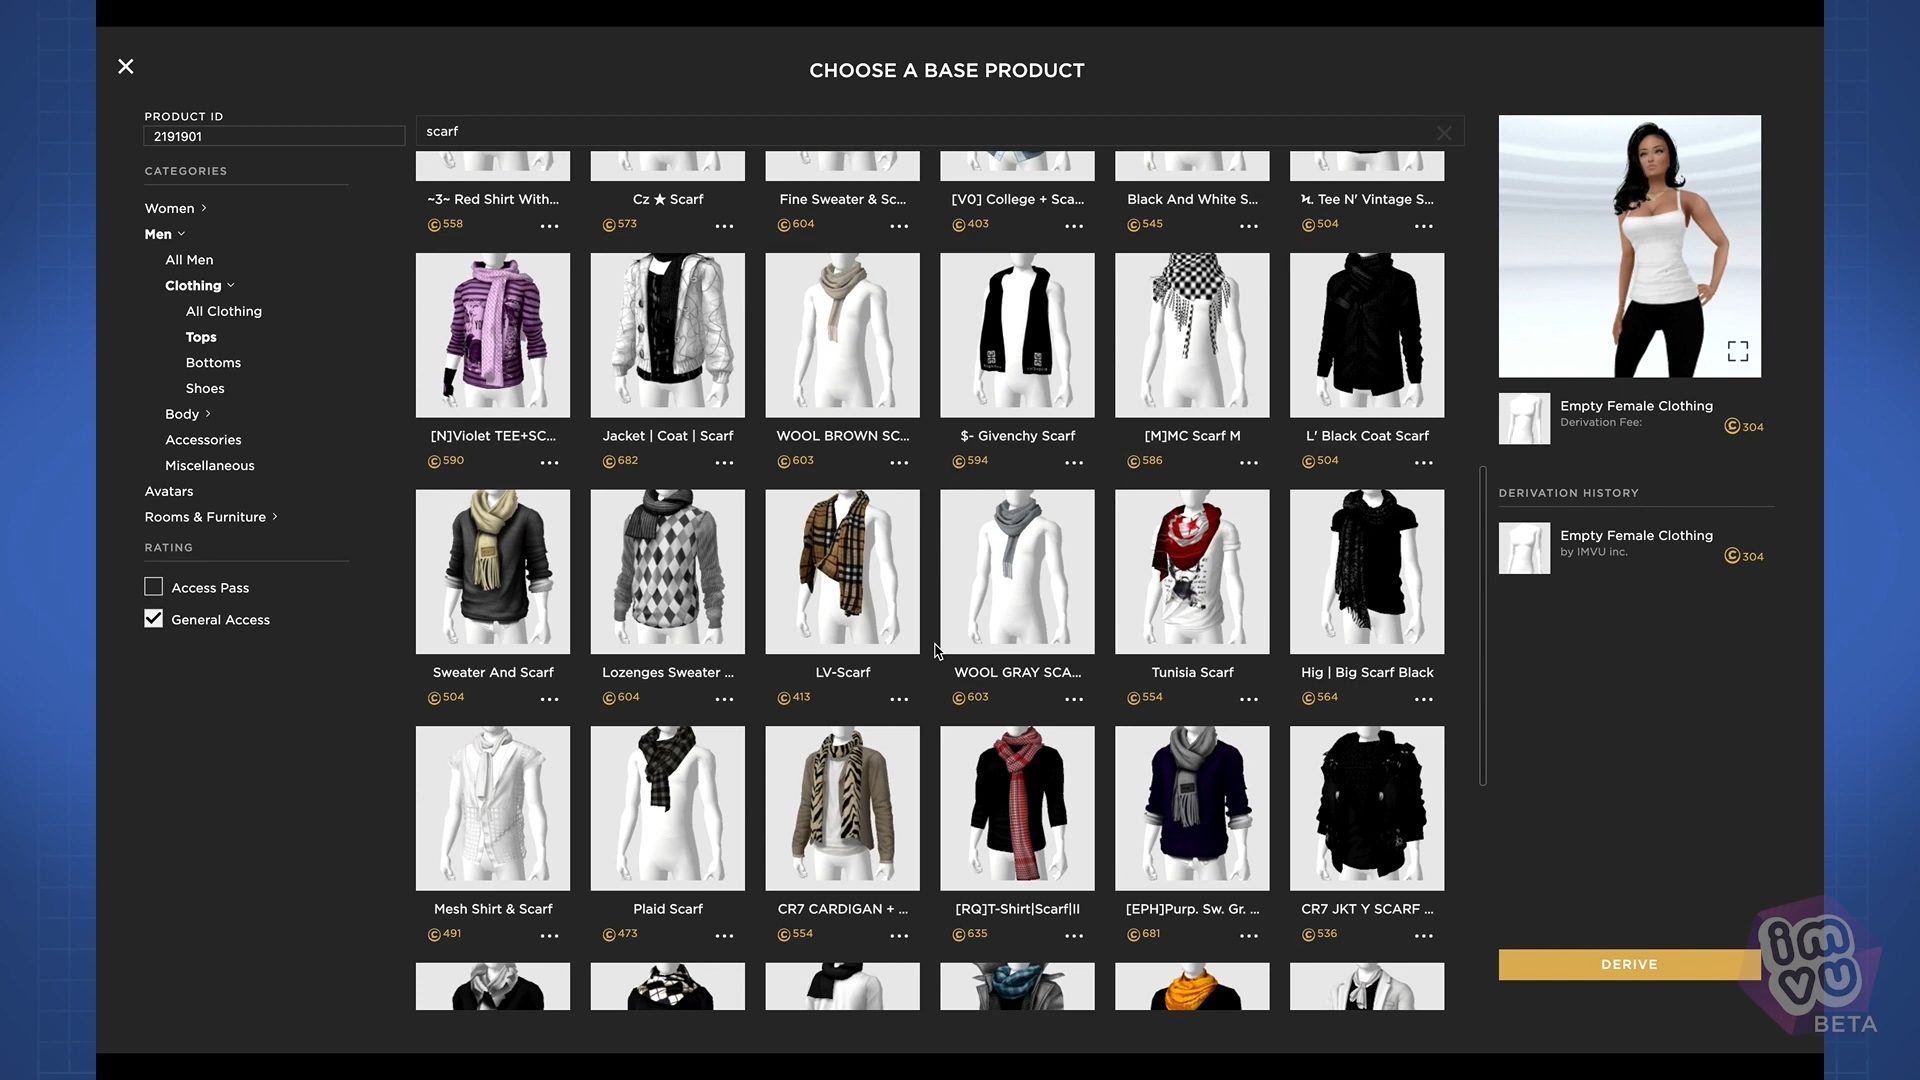 CHOOSE A BASE PRODUCT
PRODUCT ID
2191901
scarf
CATEGORIES
Women
Men
All Men
Clothing
All Clothing
Tops
Bottoms
Shoes
Body
Accessories
Miscellaneous
Avatars
Rooms & Furniture
RATING
Access Pass
General Access
~3~ Red Shirt With... Cz ★ Scarf Fine Sweater & Sc... [V0] College + Sca... Black And White S... Ϟ. Tee N' Vintage S...
558 573 604 403 545 504
[N]Violet TEE+SC... Jacket | Coat | Scarf WOOL BROWN SC... $- Givenchy Scarf [M]MC Scarf M L' Black Coat Scarf
590 682 603 594 586 504
Sweater And Scarf Lozenges Sweater ... LV-Scarf WOOL GRAY SCA... Tunisia Scarf Hig | Big Scarf Black
504 604 413 603 554 564
Mesh Shirt & Scarf Plaid Scarf CR7 CARDIGAN + ... [RQ]T-Shirt|Scarf|II [EPH]Purp. Sw. Gr. ... CR7 JKT Y SCARF ...
491 473 554 635 681 536
Empty Female Clothing
Derivation Fee:
304
DERIVATION HISTORY
Empty Female Clothing
by IMVU inc.
304
DERIVE
imvu
BETA